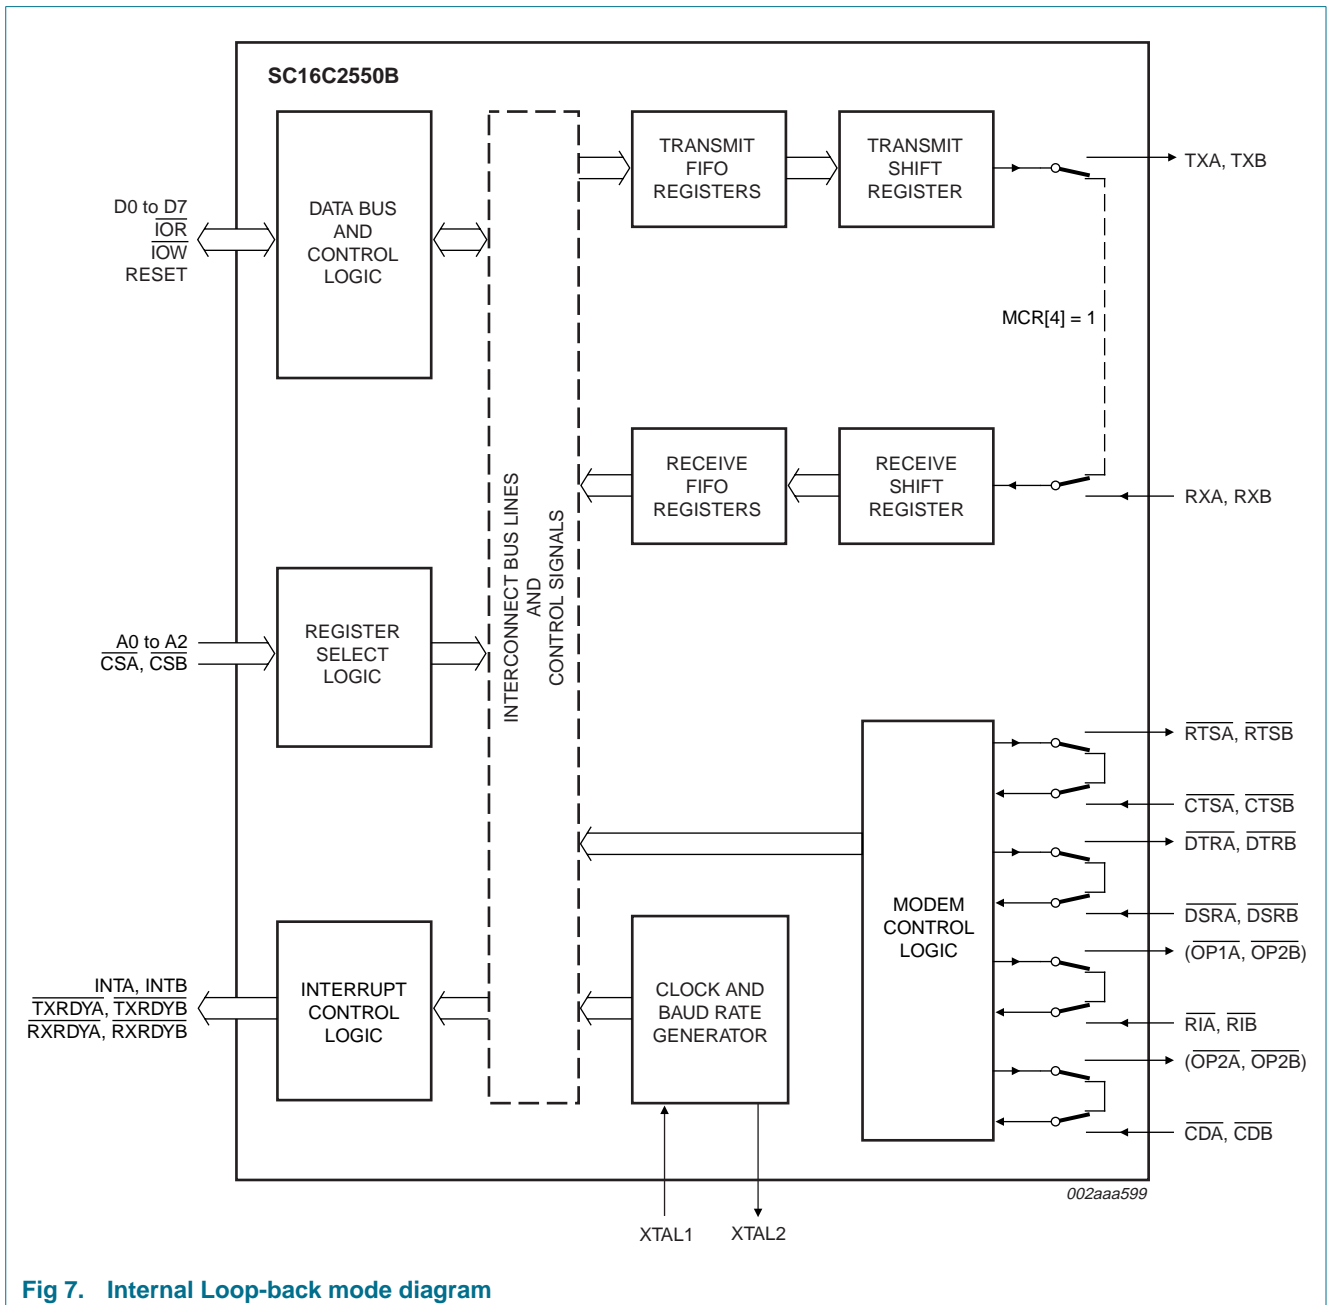 SC16C2550B
D0 to D7
IOR
IOW
RESET
DATA BUS
AND
CONTROL
LOGIC
TRANSMIT
FIFO
REGISTERS
TRANSMIT
SHIFT
REGISTER
TXA, TXB
MCR[4] = 1
RECEIVE
FIFO
REGISTERS
RECEIVE
SHIFT
REGISTER
RXA, RXB
INTERCONNECT BUS LINES
AND
CONTROL SIGNALS
A0 to A2
CSA, CSB
REGISTER
SELECT
LOGIC
RTSA, RTSB
CTSA, CTSB
DTRA, DTRB
MODEM
CONTROL
LOGIC
DSRA, DSRB
(OP1A, OP2B)
RIA, RIB
(OP2A, OP2B)
CDA, CDB
INTA, INTB
TXRDYA, TXRDYB
RXRDYA, RXRDYB
INTERRUPT
CONTROL
LOGIC
CLOCK AND
BAUD RATE
GENERATOR
XTAL1
XTAL2
002aaa599
Fig 7. Internal Loop-back mode diagram